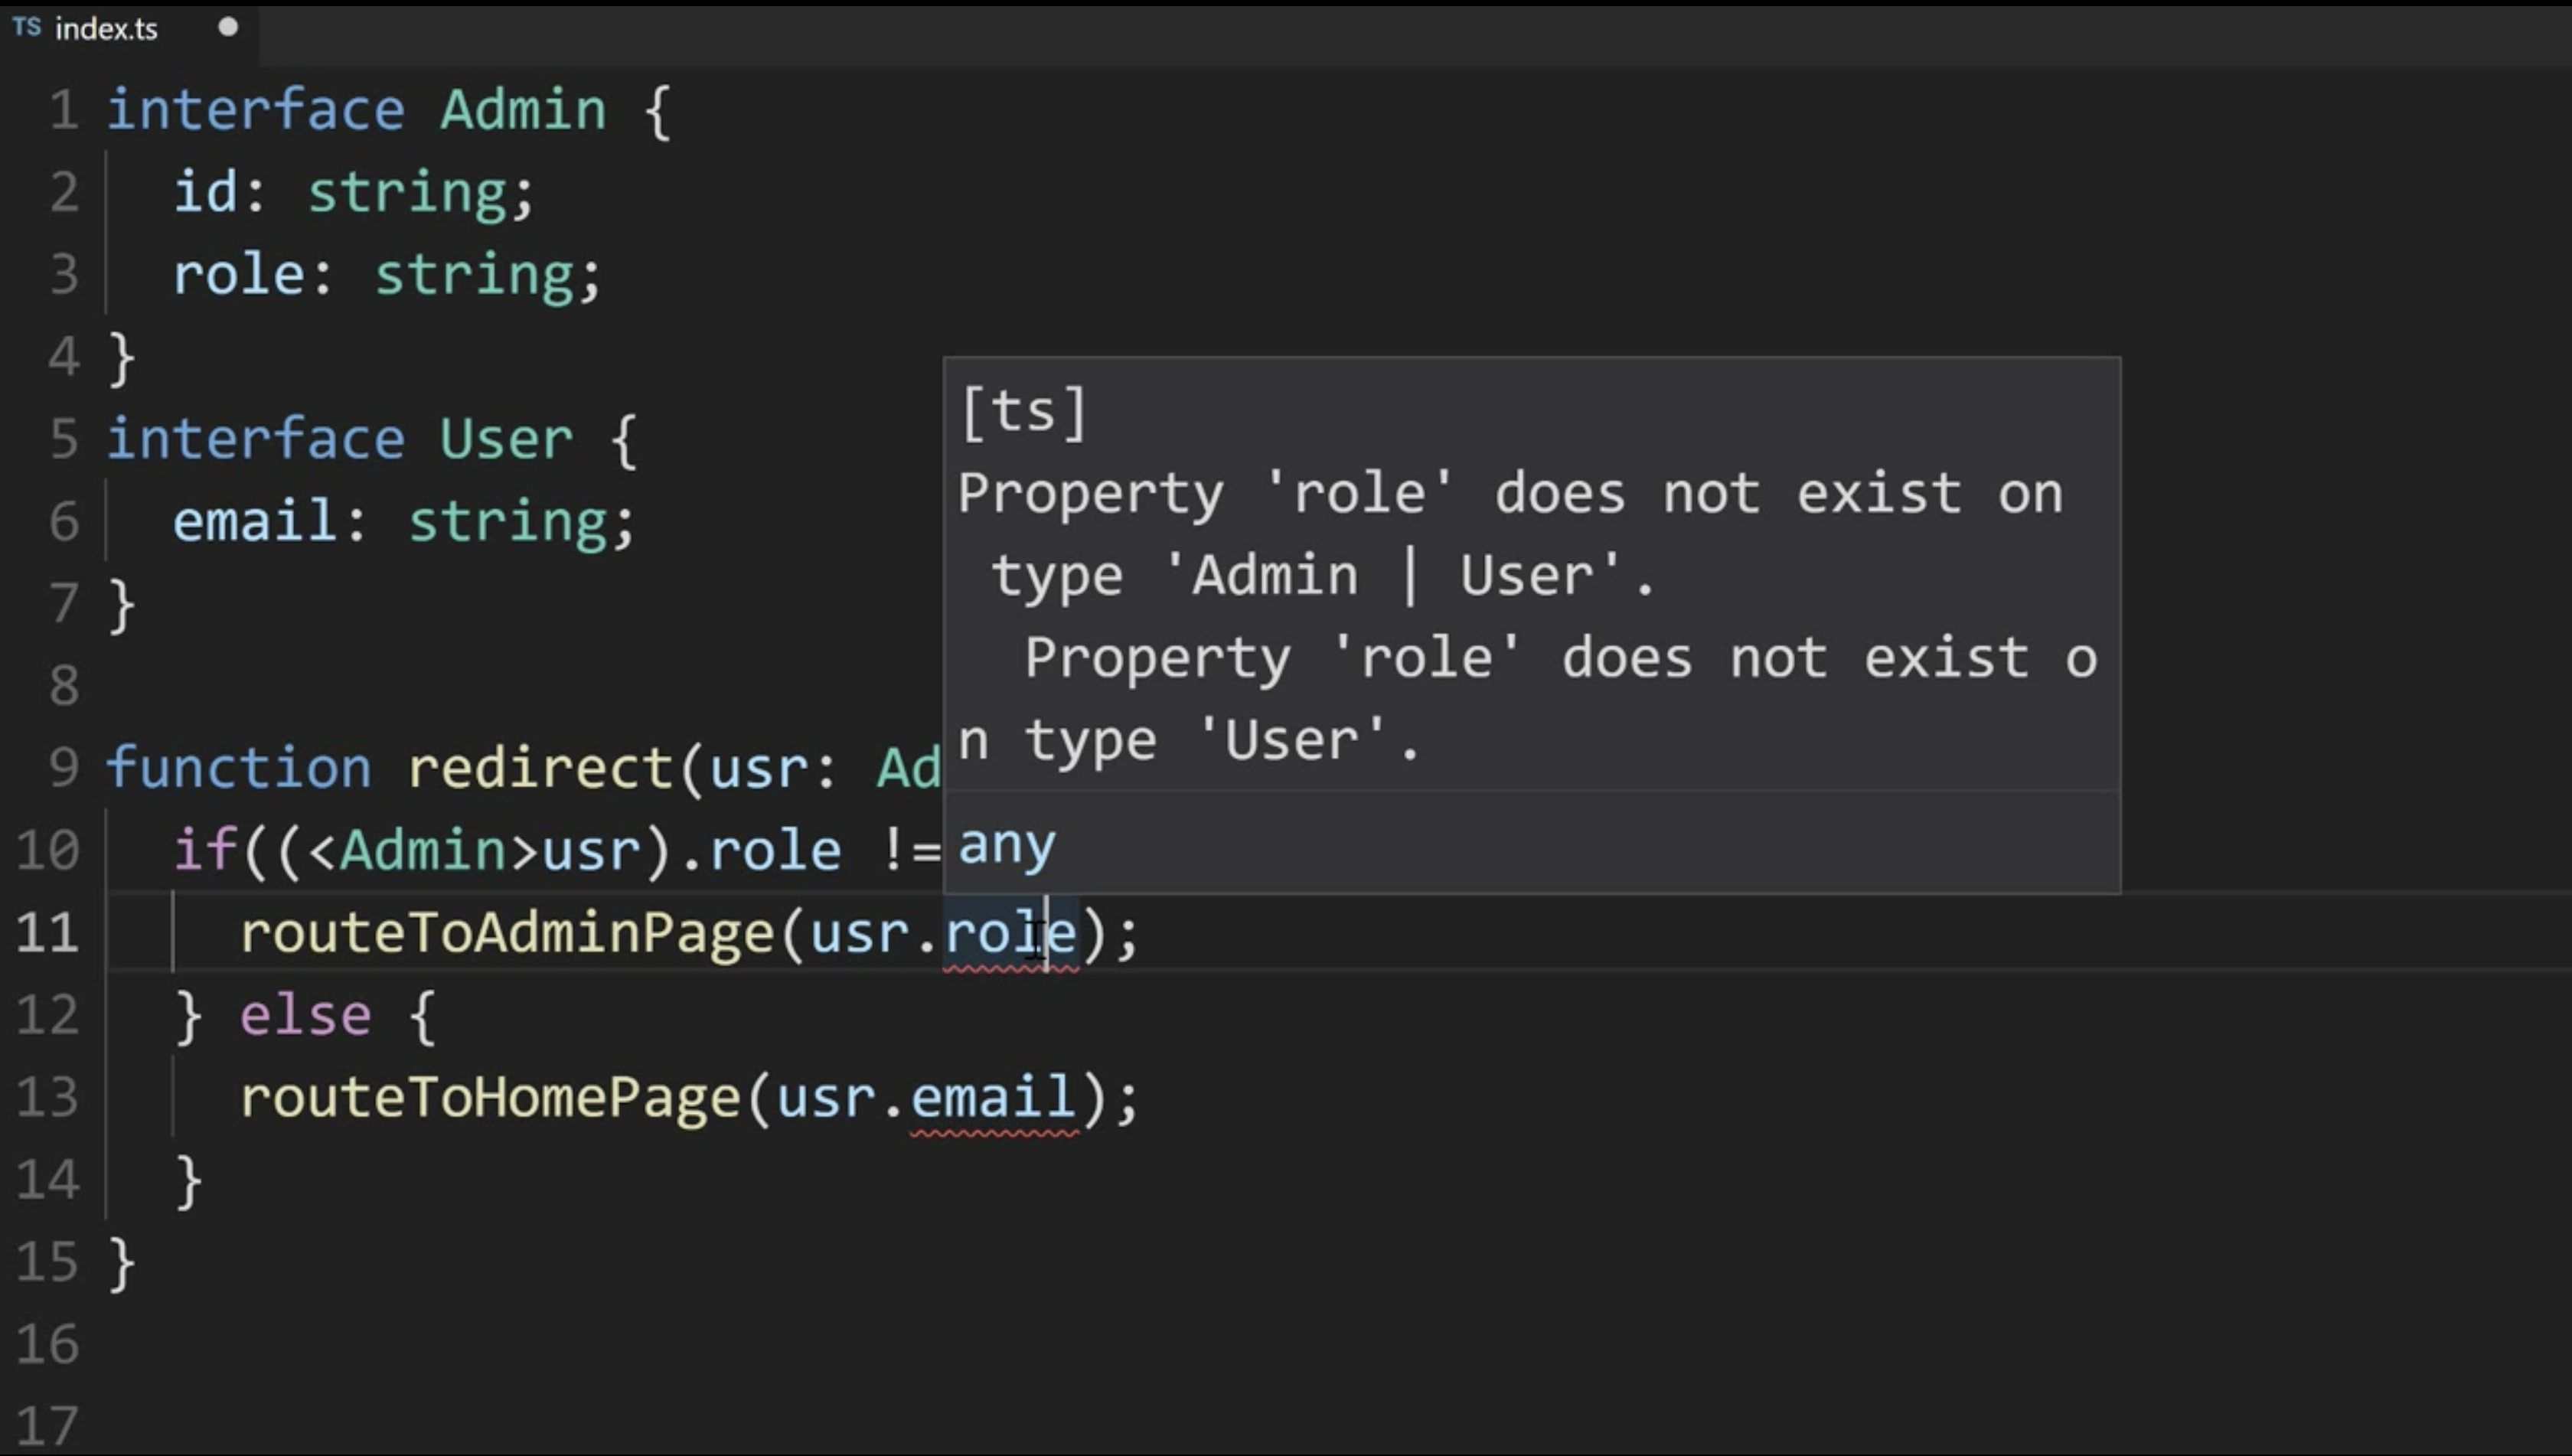 TS index.ts
1 interface Admin {
2 id: string;
3 role: string;
4 }
5 interface User {
6 email: string;
7 }
8
9 function redirect(usr: Ad
10 if((<Admin>usr).role !=
11 routeToAdminPage(usr.role);
12 } else {
13 routeToHomePage(usr.email);
14 }
15 }
16
17
[ts]
Property 'role' does not exist on
type 'Admin | User'.
Property 'role' does not exist o
n type 'User'.
any